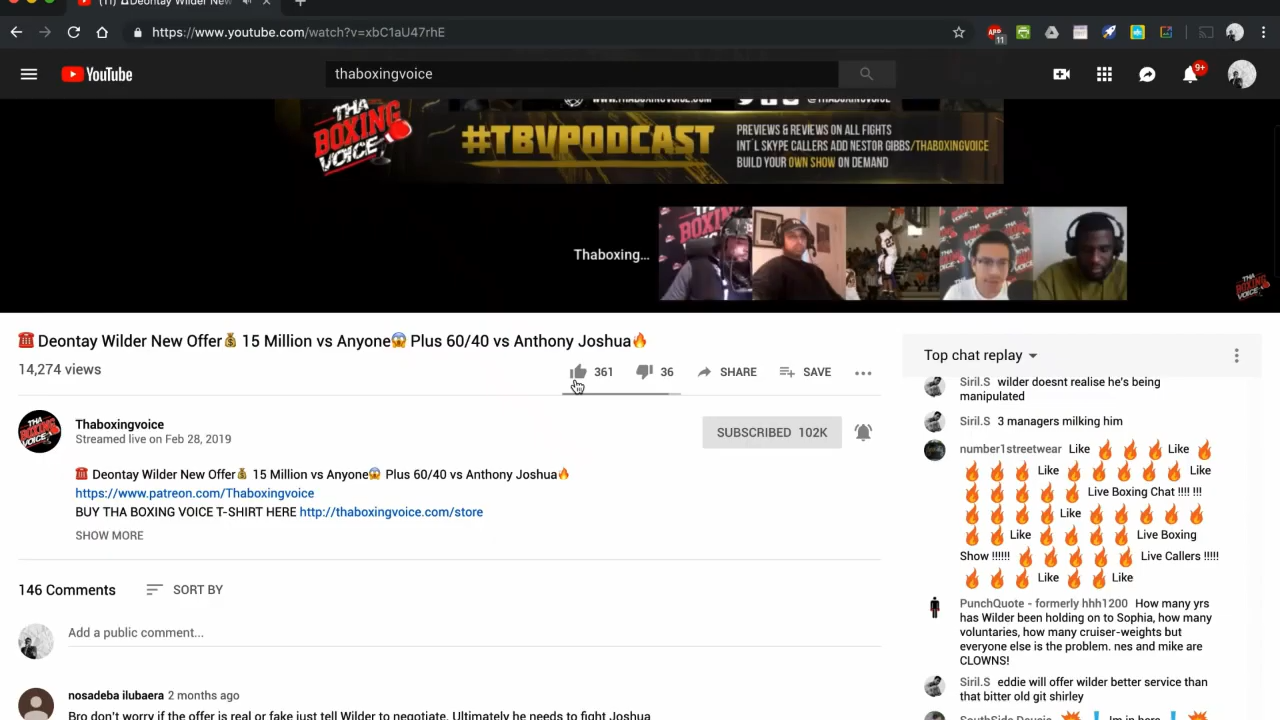 (11) Deontay Wilder New
https://www.youtube.com/watch?v=xbC1aU47rhE
ABP
11
YouTube
thaboxingvoice
9+
WWW.THABOXINGVOICE.COM
@THABOXINGVOICE
THA
BOXING
VOICE
#TBVPODCAST
PREVIEWS & REVIEWS ON ALL FIGHTS
INT'L SKYPE CALLERS ADD NESTOR GIBBS/THABOXINGVOICE
BUILD YOUR OWN SHOW ON DEMAND
Thaboxing...
☎Deontay Wilder New Offer💰 15 Million vs Anyone😱 Plus 60/40 vs Anthony Joshua🔥
14,274 views
361
36
SHARE
SAVE
Thaboxingvoice
Streamed live on Feb 28, 2019
SUBSCRIBED 102K
☎ Deontay Wilder New Offer💰 15 Million vs Anyone😱 Plus 60/40 vs Anthony Joshua🔥
https://www.patreon.com/Thaboxingvoice
BUY THA BOXING VOICE T-SHIRT HERE http://thaboxingvoice.com/store
SHOW MORE
146 Comments
SORT BY
Add a public comment...
nosadeba ilubaera 2 months ago
Bro don't worry if the offer is real or fake just tell Wilder to negotiate. Ultimately he needs to fight Joshua
Top chat replay
Siril.S wilder doesnt realise he's being
manipulated
Siril.S 3 managers milking him
number1streetwear Like 🔥 🔥 🔥 Like 🔥
🔥 🔥 🔥 Like 🔥 🔥 🔥 🔥 🔥 Like
🔥 🔥 🔥 🔥 🔥 Live Boxing Chat !!!! !!!
🔥 🔥 🔥 🔥 Like 🔥 🔥 🔥 🔥 🔥
🔥 🔥 Like 🔥 🔥 🔥 🔥 Live Boxing
Show !!!!!! 🔥 🔥 🔥 🔥 🔥 Live Callers !!!!!
🔥 🔥 🔥 Like 🔥 🔥 Like
PunchQuote - formerly hhh1200 How many yrs
has Wilder been holding on to Sophia, how many
voluntaries, how many cruiser-weights but
everyone else is the problem. nes and mike are
CLOWNS!
Siril.S eddie will offer wilder better service than
that bitter old git shirley
Im in here